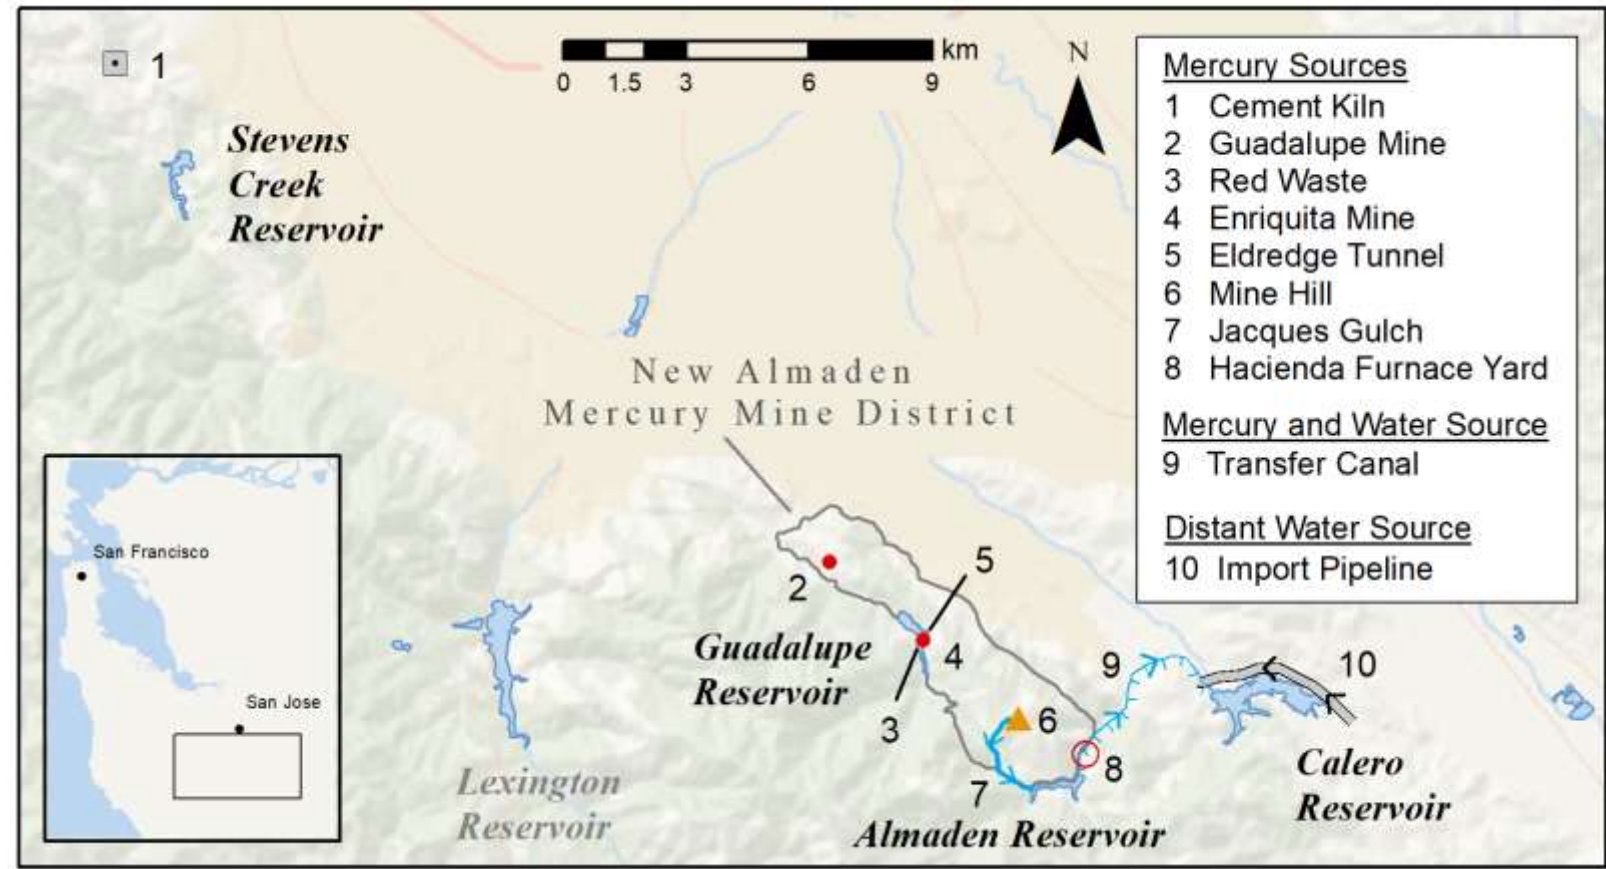 1
km
0 1.5 3 6 9
N
Stevens
Creek
Reservoir
Mercury Sources
1 Cement Kiln
2 Guadalupe Mine
3 Red Waste
4 Enriquita Mine
5 Eldredge Tunnel
6 Mine Hill
7 Jacques Gulch
8 Hacienda Furnace Yard
Mercury and Water Source
9 Transfer Canal
Distant Water Source
10 Import Pipeline
New Almaden
Mercury Mine District
San Francisco
San Jose
2
5
Guadalupe
Reservoir
4
3
9
10
6
8
7
Lexington
Reservoir
Almaden Reservoir
Calero
Reservoir